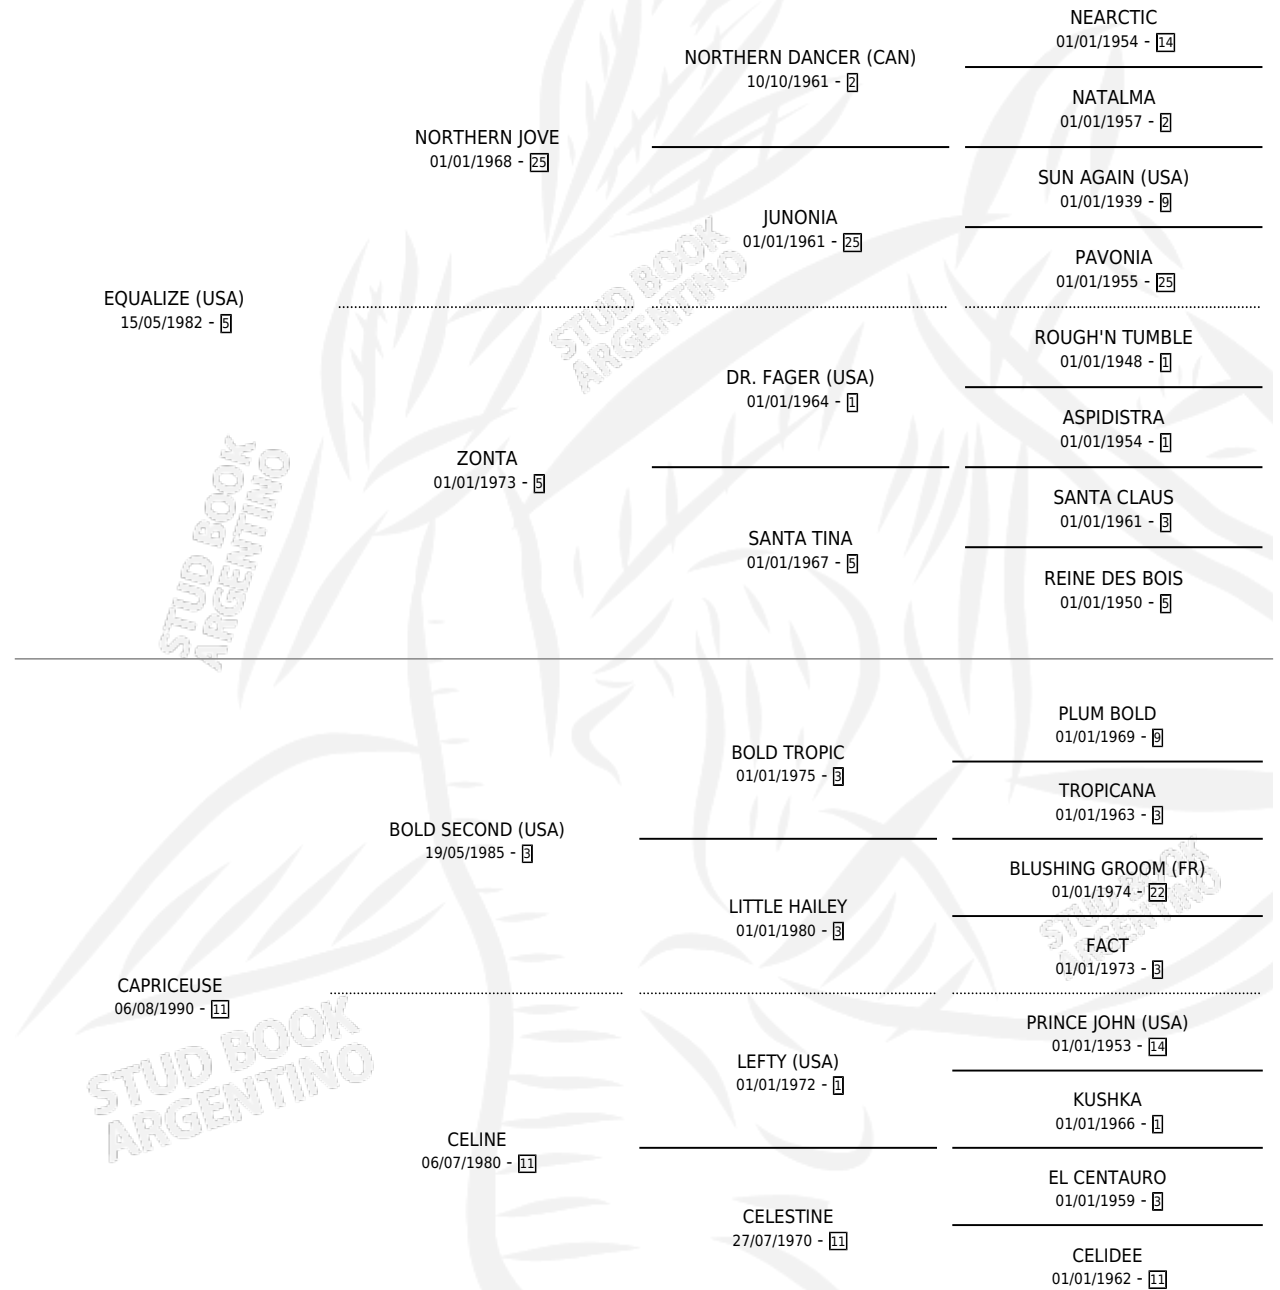 NEARCTIC
01/01/1954 - 14
NORTHERN DANCER (CAN)
10/10/1961 - 2
NATALMA
01/01/1957 - 2
NORTHERN JOVE
01/01/1968 - 25
SUN AGAIN (USA)
01/01/1939 - 9
JUNONIA
01/01/1961 - 25
PAVONIA
01/01/1955 - 25
EQUALIZE (USA)
15/05/1982 - 5
STUD BOOK
ARGENTINO
ROUGH'N TUMBLE
01/01/1948 - 1
DR. FAGER (USA)
01/01/1964 - 1
ASPIDISTRA
01/01/1954 - 1
ZONTA
01/01/1973 - 5
SANTA CLAUS
01/01/1961 - 3
SANTA TINA
01/01/1967 - 5
REINE DES BOIS
01/01/1950 - 5
STUD BOOK
ARGENTINO
PLUM BOLD
01/01/1969 - 9
BOLD TROPIC
01/01/1975 - 3
TROPICANA
01/01/1963 - 3
BOLD SECOND (USA)
19/05/1985 - 3
BLUSHING GROOM (FR)
01/01/1974 - 22
LITTLE HAILEY
01/01/1980 - 3
FACT
01/01/1973 - 3
STUD BOOK
ARGENTINO
CAPRICEUSE
06/08/1990 - 11
PRINCE JOHN (USA)
01/01/1953 - 14
LEFTY (USA)
01/01/1972 - 1
KUSHKA
01/01/1966 - 1
STUD BOOK
ARGENTINO
CELINE
06/07/1980 - 11
EL CENTAURO
01/01/1959 - 3
CELESTINE
27/07/1970 - 11
CELIDEE
01/01/1962 - 11